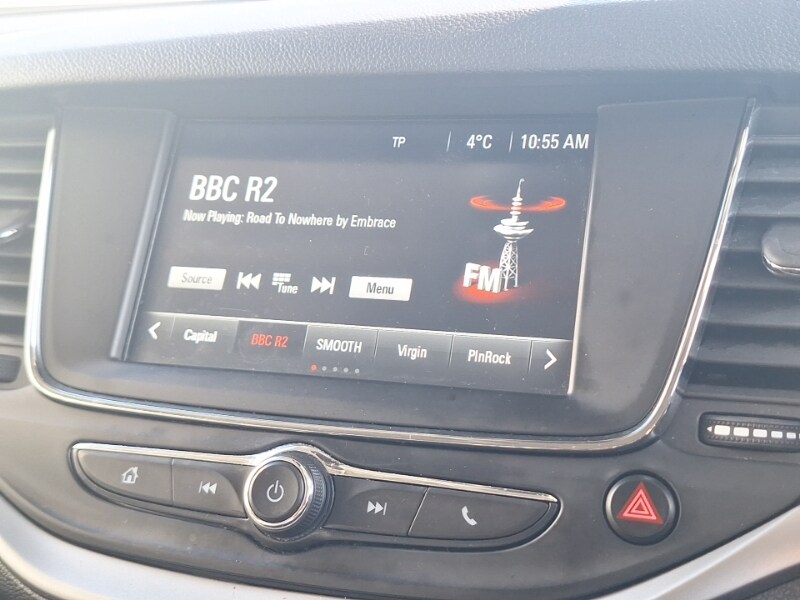 TP 4°C 10:55 AM
BBC R2
Now Playing: Road To Nowhere by Embrace
FM
Source Tune Menu
Capital BBC R2 SMOOTH Virgin PlnRock